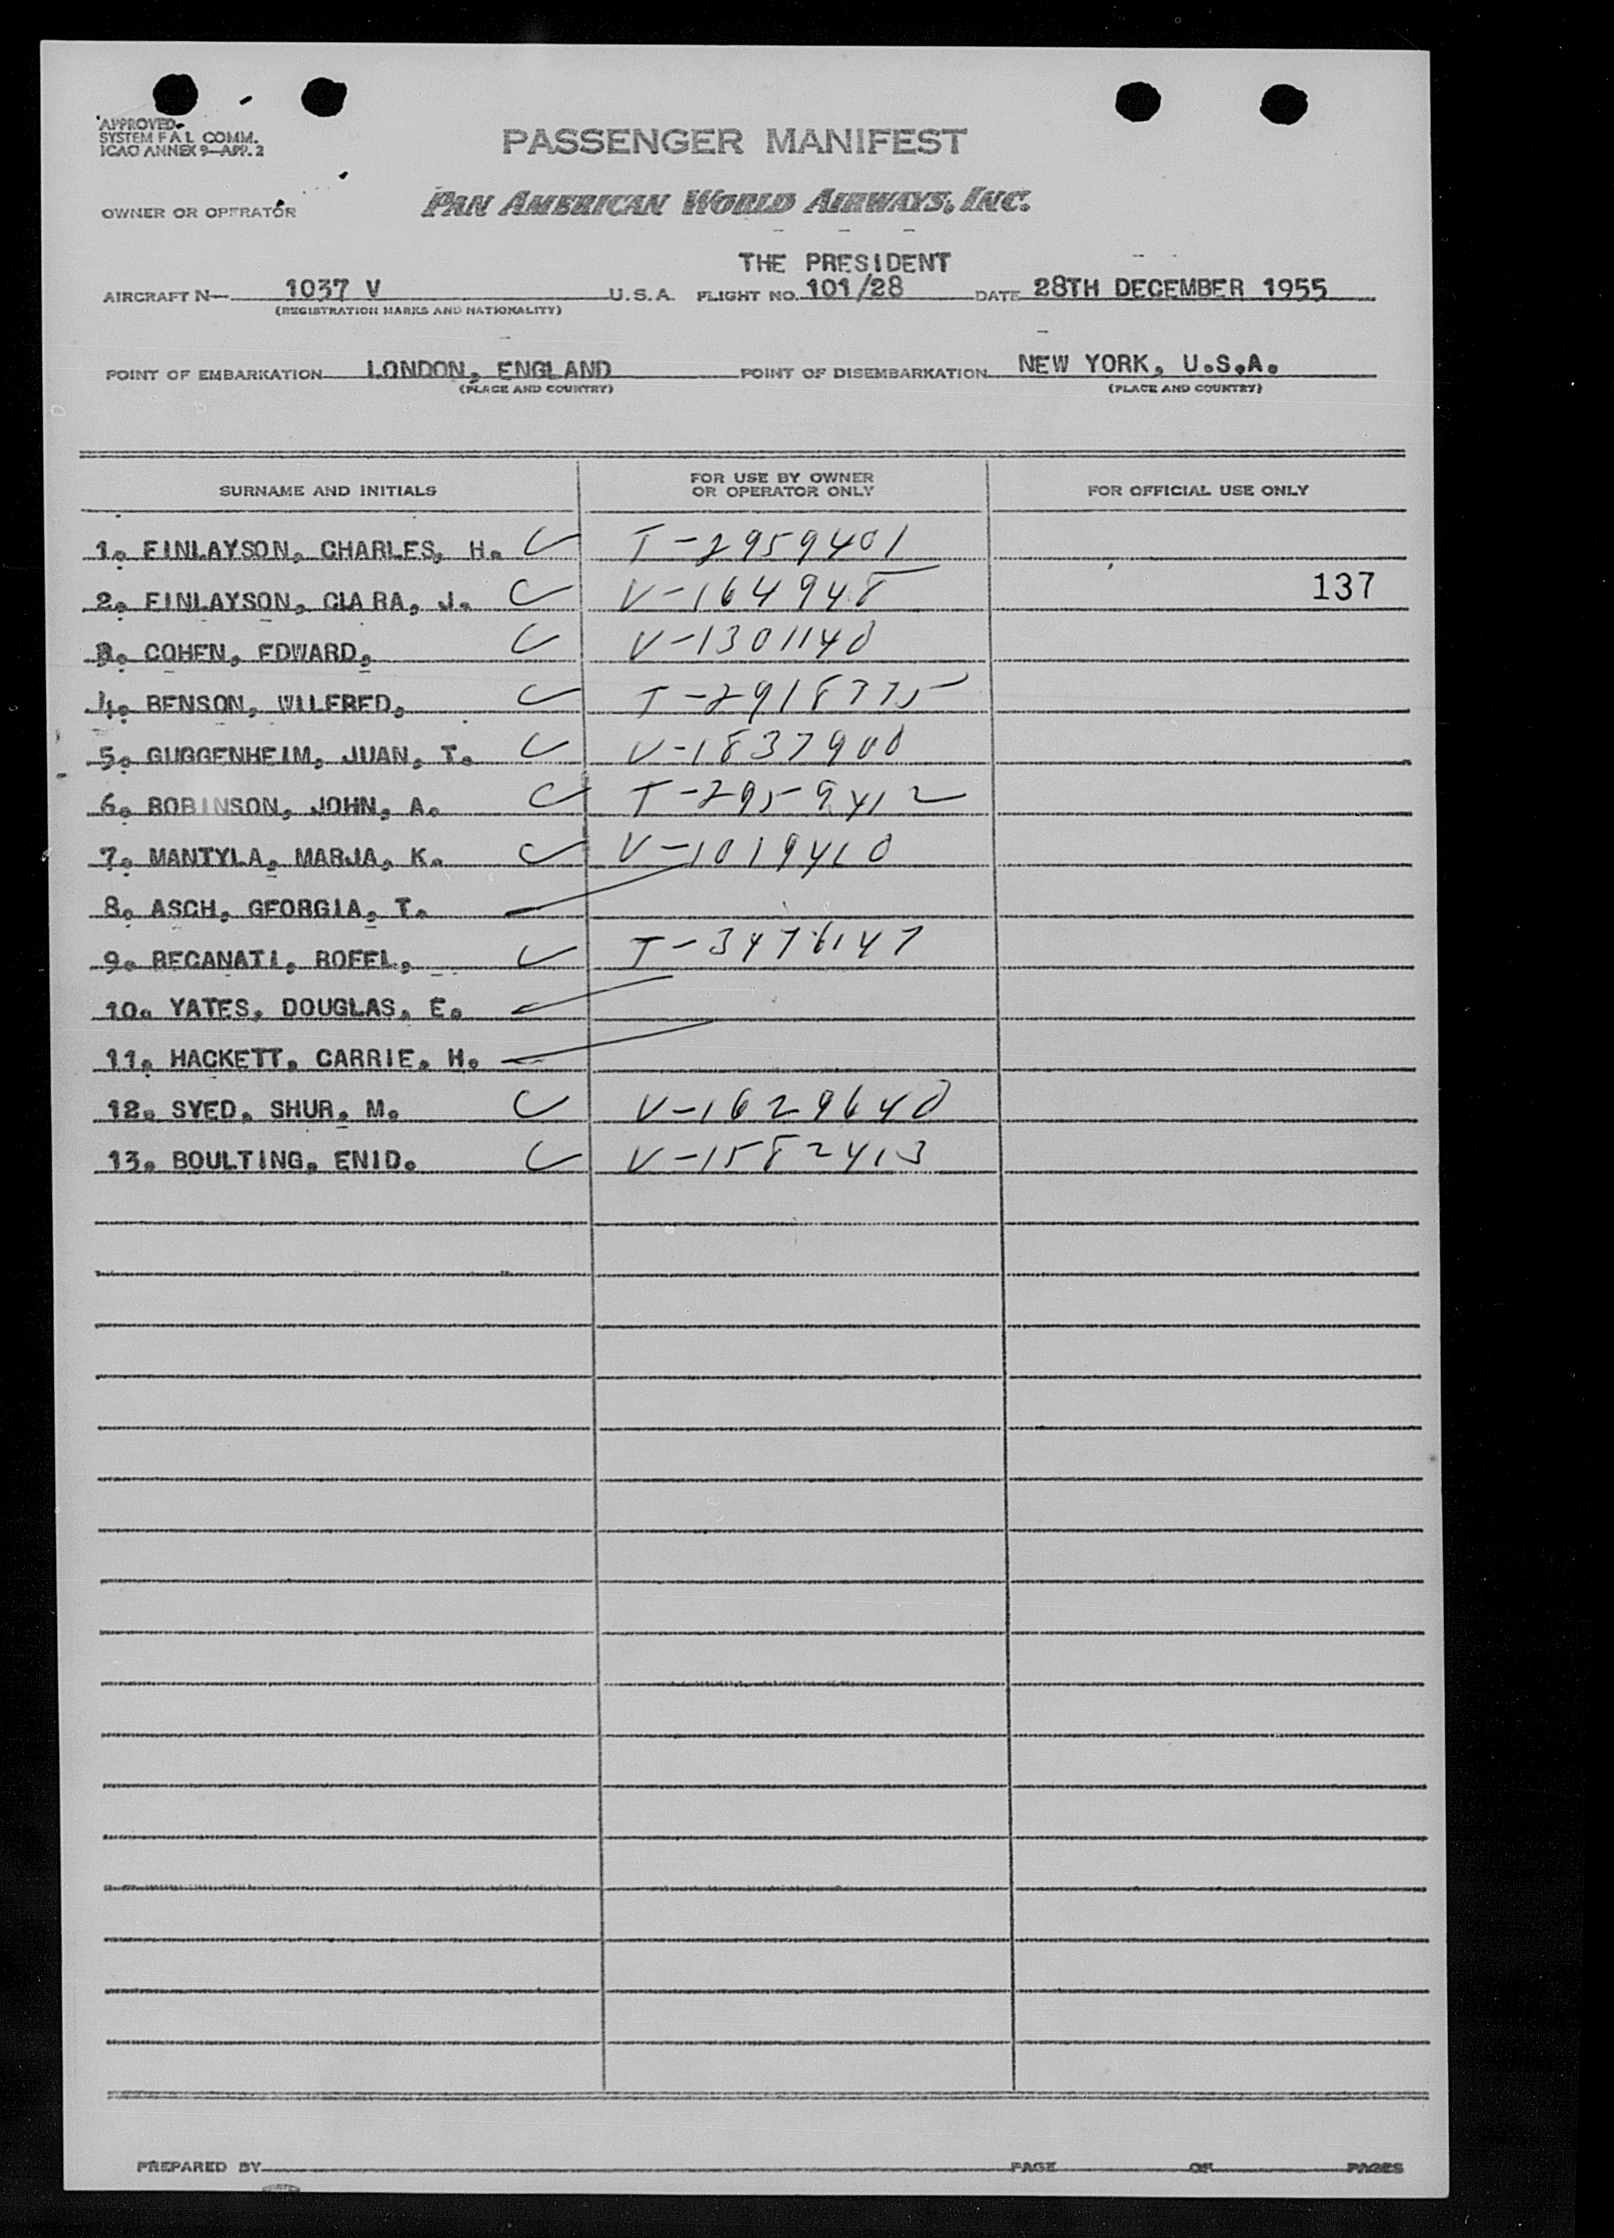 APPROVED
SYSTEM F A L COMM.
ICAO ANNEX 9—APP. 2
PASSENGER MANIFEST
OWNER OR OPERATOR PAN AMERICAN WORLD AIRWAYS, INC.
THE PRESIDENT
AIRCRAFT N— 1037 V U.S.A. FLIGHT NO. 101/28 DATE 28TH DECEMBER 1955
(REGISTRATION MARKS AND NATIONALITY)
POINT OF EMBARKATION LONDON, ENGLAND POINT OF DISEMBARKATION NEW YORK, U.S.A.
(PLACE AND COUNTRY) (PLACE AND COUNTRY)
SURNAME AND INITIALS FOR USE BY OWNER OR OPERATOR ONLY FOR OFFICIAL USE ONLY
1. FINLAYSON, CHARLES, H. T-2959401
2. FINLAYSON, CLARA, J. V-164948 137
3. COHEN, EDWARD, V-1301140
4. BENSON, WILFRED, T-2918375
5. GUGGENHEIM, JUAN, T. V-1837900
6. ROBINSON, JOHN, A. T-2959412
7. MANTYLA, MARJA, K. V-1019410
8. ASCH, GEORGIA, T.
9. RECANATI, ROFEL, T-3476147
10. YATES, DOUGLAS, E.
11. HACKETT, CARRIE, H.
12. SYED, SHUR, M. V-1629640
13. BOULTING, ENID. V-1582413
PREPARED BY PAGE OF PAGES